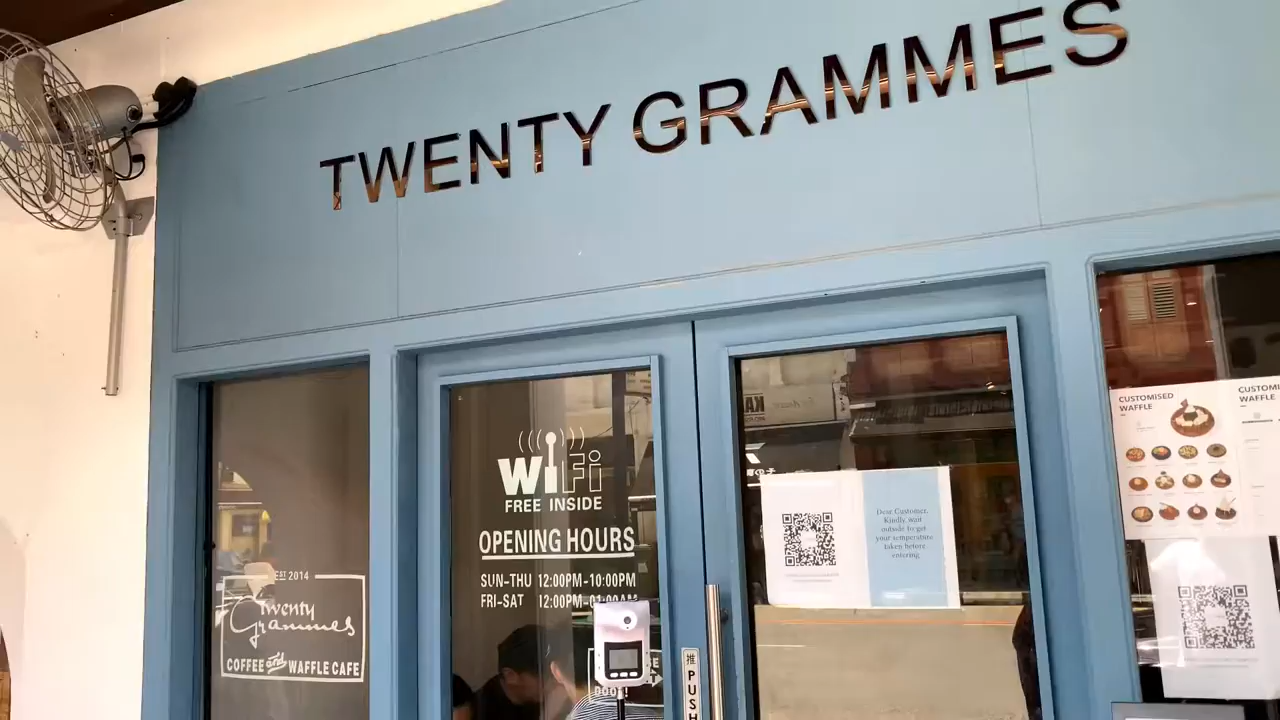 TWENTY GRAMMES
WiFi
FREE INSIDE
OPENING HOURS
SUN-THU 12:00PM-10:00PM
FRI-SAT 12:00PM-01:00AM
EST 2014
Twenty
Grammes
COFFEE and WAFFLE CAFE
推
PUSH
Dear Customer,
Kindly wait
outside to get
your temperature
taken before
entering
CUSTOMISED
WAFFLE
WAFFLE